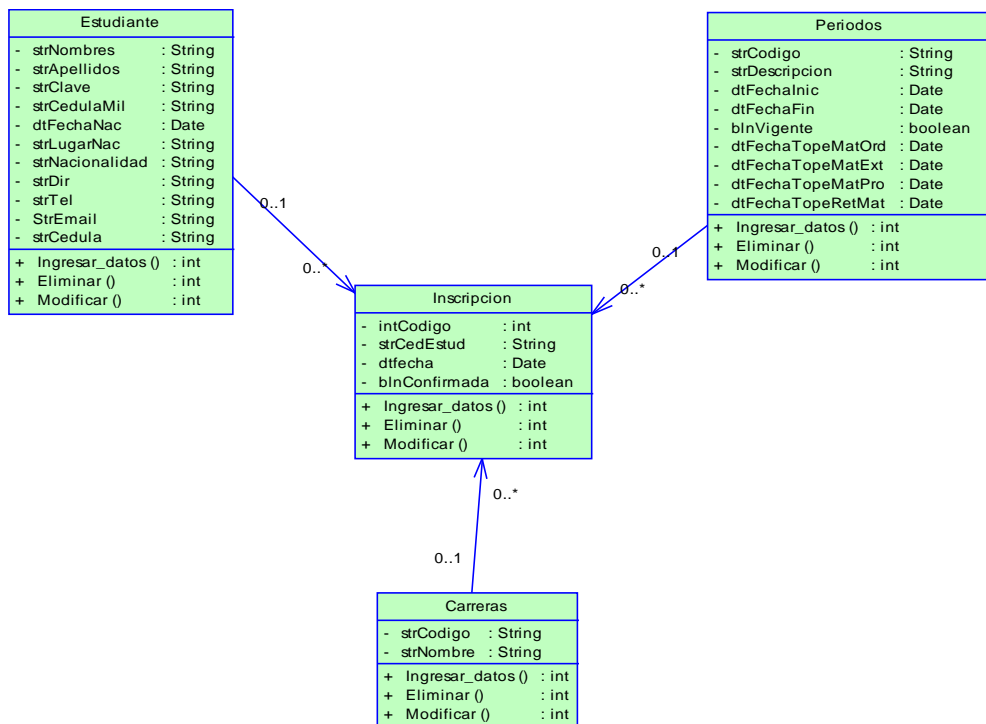 Estudiante
- strNombres : String
- strApellidos : String
- strClave : String
- strCedulaMil : String
- dtFechaNac : Date
- strLugarNac : String
- strNacionalidad : String
- strDir : String
- strTel : String
- StrEmail : String
- strCedula : String
+ Ingresar_datos () : int
+ Eliminar () : int
+ Modificar () : int
Periodos
- strCodigo : String
- strDescripcion : String
- dtFechaInic : Date
- dtFechaFin : Date
- blnVigente : boolean
- dtFechaTopeMatOrd : Date
- dtFechaTopeMatExt : Date
- dtFechaTopeMatPro : Date
- dtFechaTopeRetMat : Date
+ Ingresar_datos () : int
+ Eliminar () : int
+ Modificar () : int
0..1
0..*
0..1
0..*
Inscripcion
- intCodigo : int
- strCedEstud : String
- dtfecha : Date
- blnConfirmada : boolean
+ Ingresar_datos () : int
+ Eliminar () : int
+ Modificar () : int
0..*
0..1
Carreras
- strCodigo : String
- strNombre : String
+ Ingresar_datos () : int
+ Eliminar () : int
+ Modificar () : int